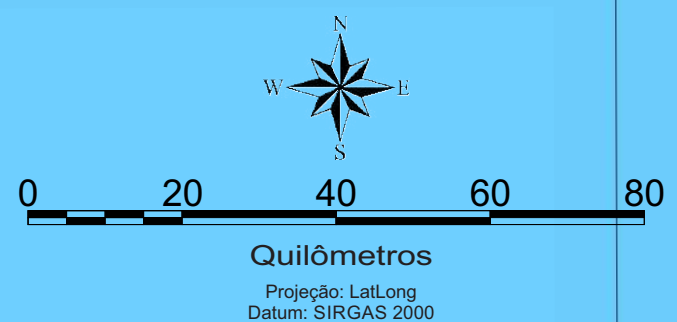 N
W E
S
0 20 40 60 80
Quilômetros
Projeção: LatLong
Datum: SIRGAS 2000